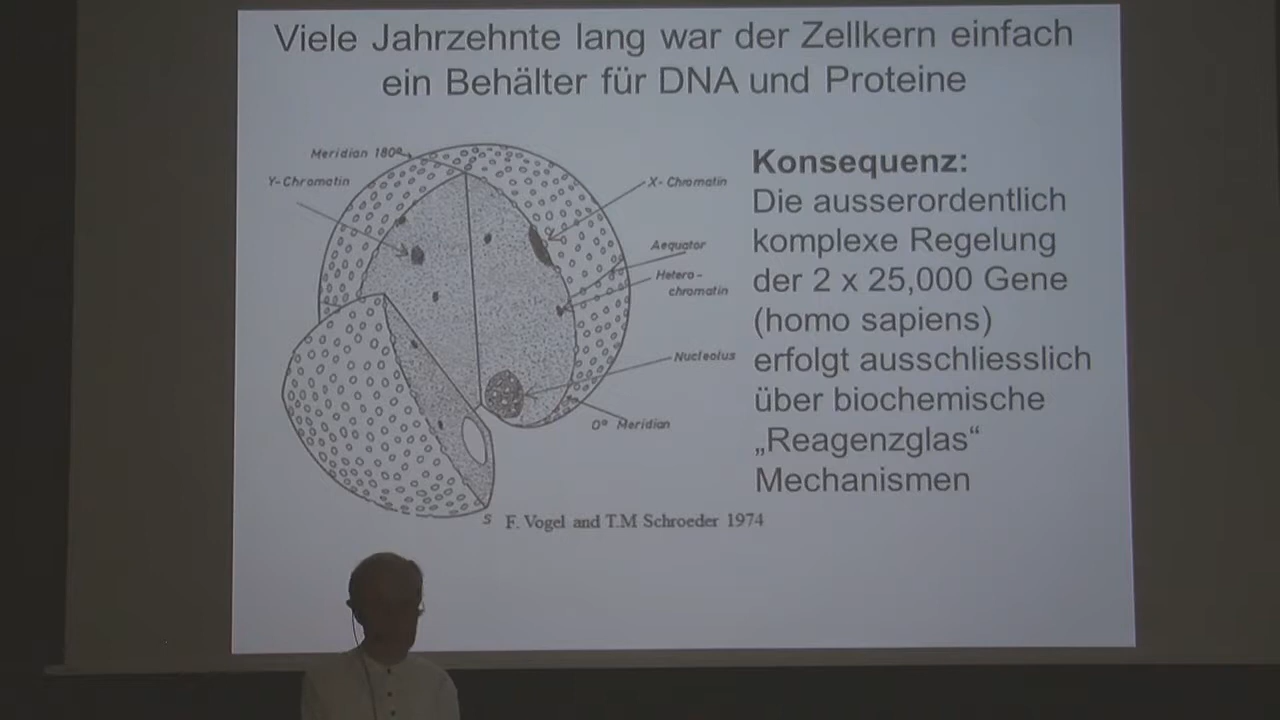 Viele Jahrzehnte lang war der Zellkern einfach
ein Behälter für DNA und Proteine
Meridian 180º
Y-Chromatin
X-Chromatin
Aequator
Hetero-
chromatin
Nucleolus
0º Meridian
S
F. Vogel and T.M Schroeder 1974
Konsequenz:
Die ausserordentlich
komplexe Regelung
der 2 x 25,000 Gene
(homo sapiens)
erfolgt ausschliesslich
über biochemische
„Reagenzglas“
Mechanismen